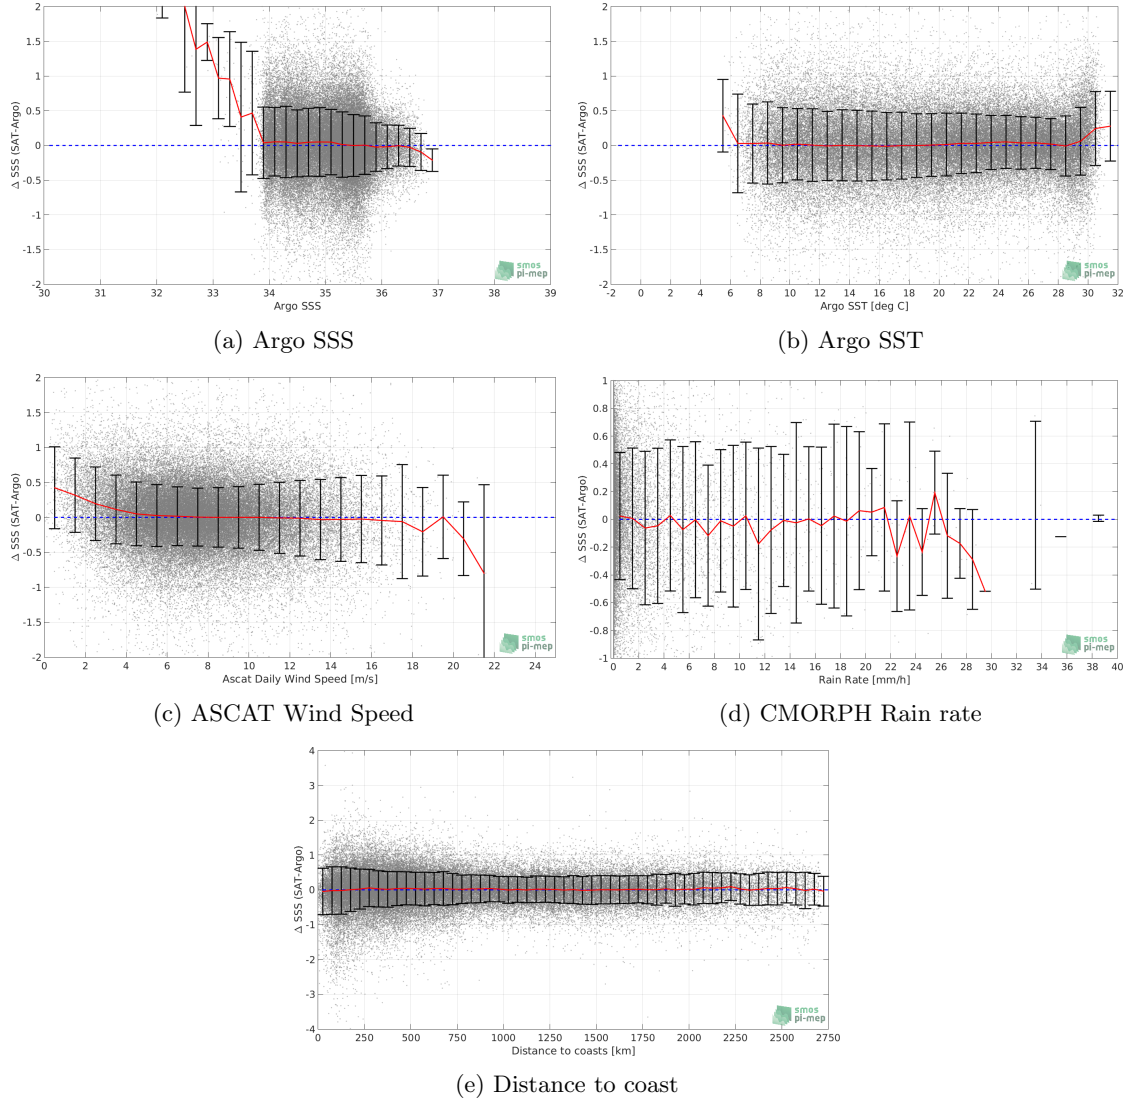 2
1.5
1
0.5
0
-0.5
-1
-1.5
-2
Δ SSS (SAT-Argo)
30 31 32 33 34 35 36 37 38 39
Argo SSS
smos
pi-mep
(a) Argo SSS
2
1.5
1
0.5
0
-0.5
-1
-1.5
-2
Δ SSS (SAT-Argo)
-2 0 2 4 6 8 10 12 14 16 18 20 22 24 26 28 30 32
Argo SST [deg C]
smos
pi-mep
(b) Argo SST
2
1.5
1
0.5
0
-0.5
-1
-1.5
-2
Δ SSS (SAT-Argo)
0 2 4 6 8 10 12 14 16 18 20 22 24
Ascat Daily Wind Speed [m/s]
smos
pi-mep
(c) ASCAT Wind Speed
1
0.8
0.6
0.4
0.2
0
-0.2
-0.4
-0.6
-0.8
-1
Δ SSS (SAT-Argo)
0 2 4 6 8 10 12 14 16 18 20 22 24 26 28 30 32 34 36 38 40
Rain Rate [mm/h]
smos
pi-mep
(d) CMORPH Rain rate
4
3
2
1
0
-1
-2
-3
-4
Δ SSS (SAT-Argo)
0 250 500 750 1000 1250 1500 1750 2000 2250 2500 2750
Distance to coasts [km]
smos
pi-mep
(e) Distance to coast